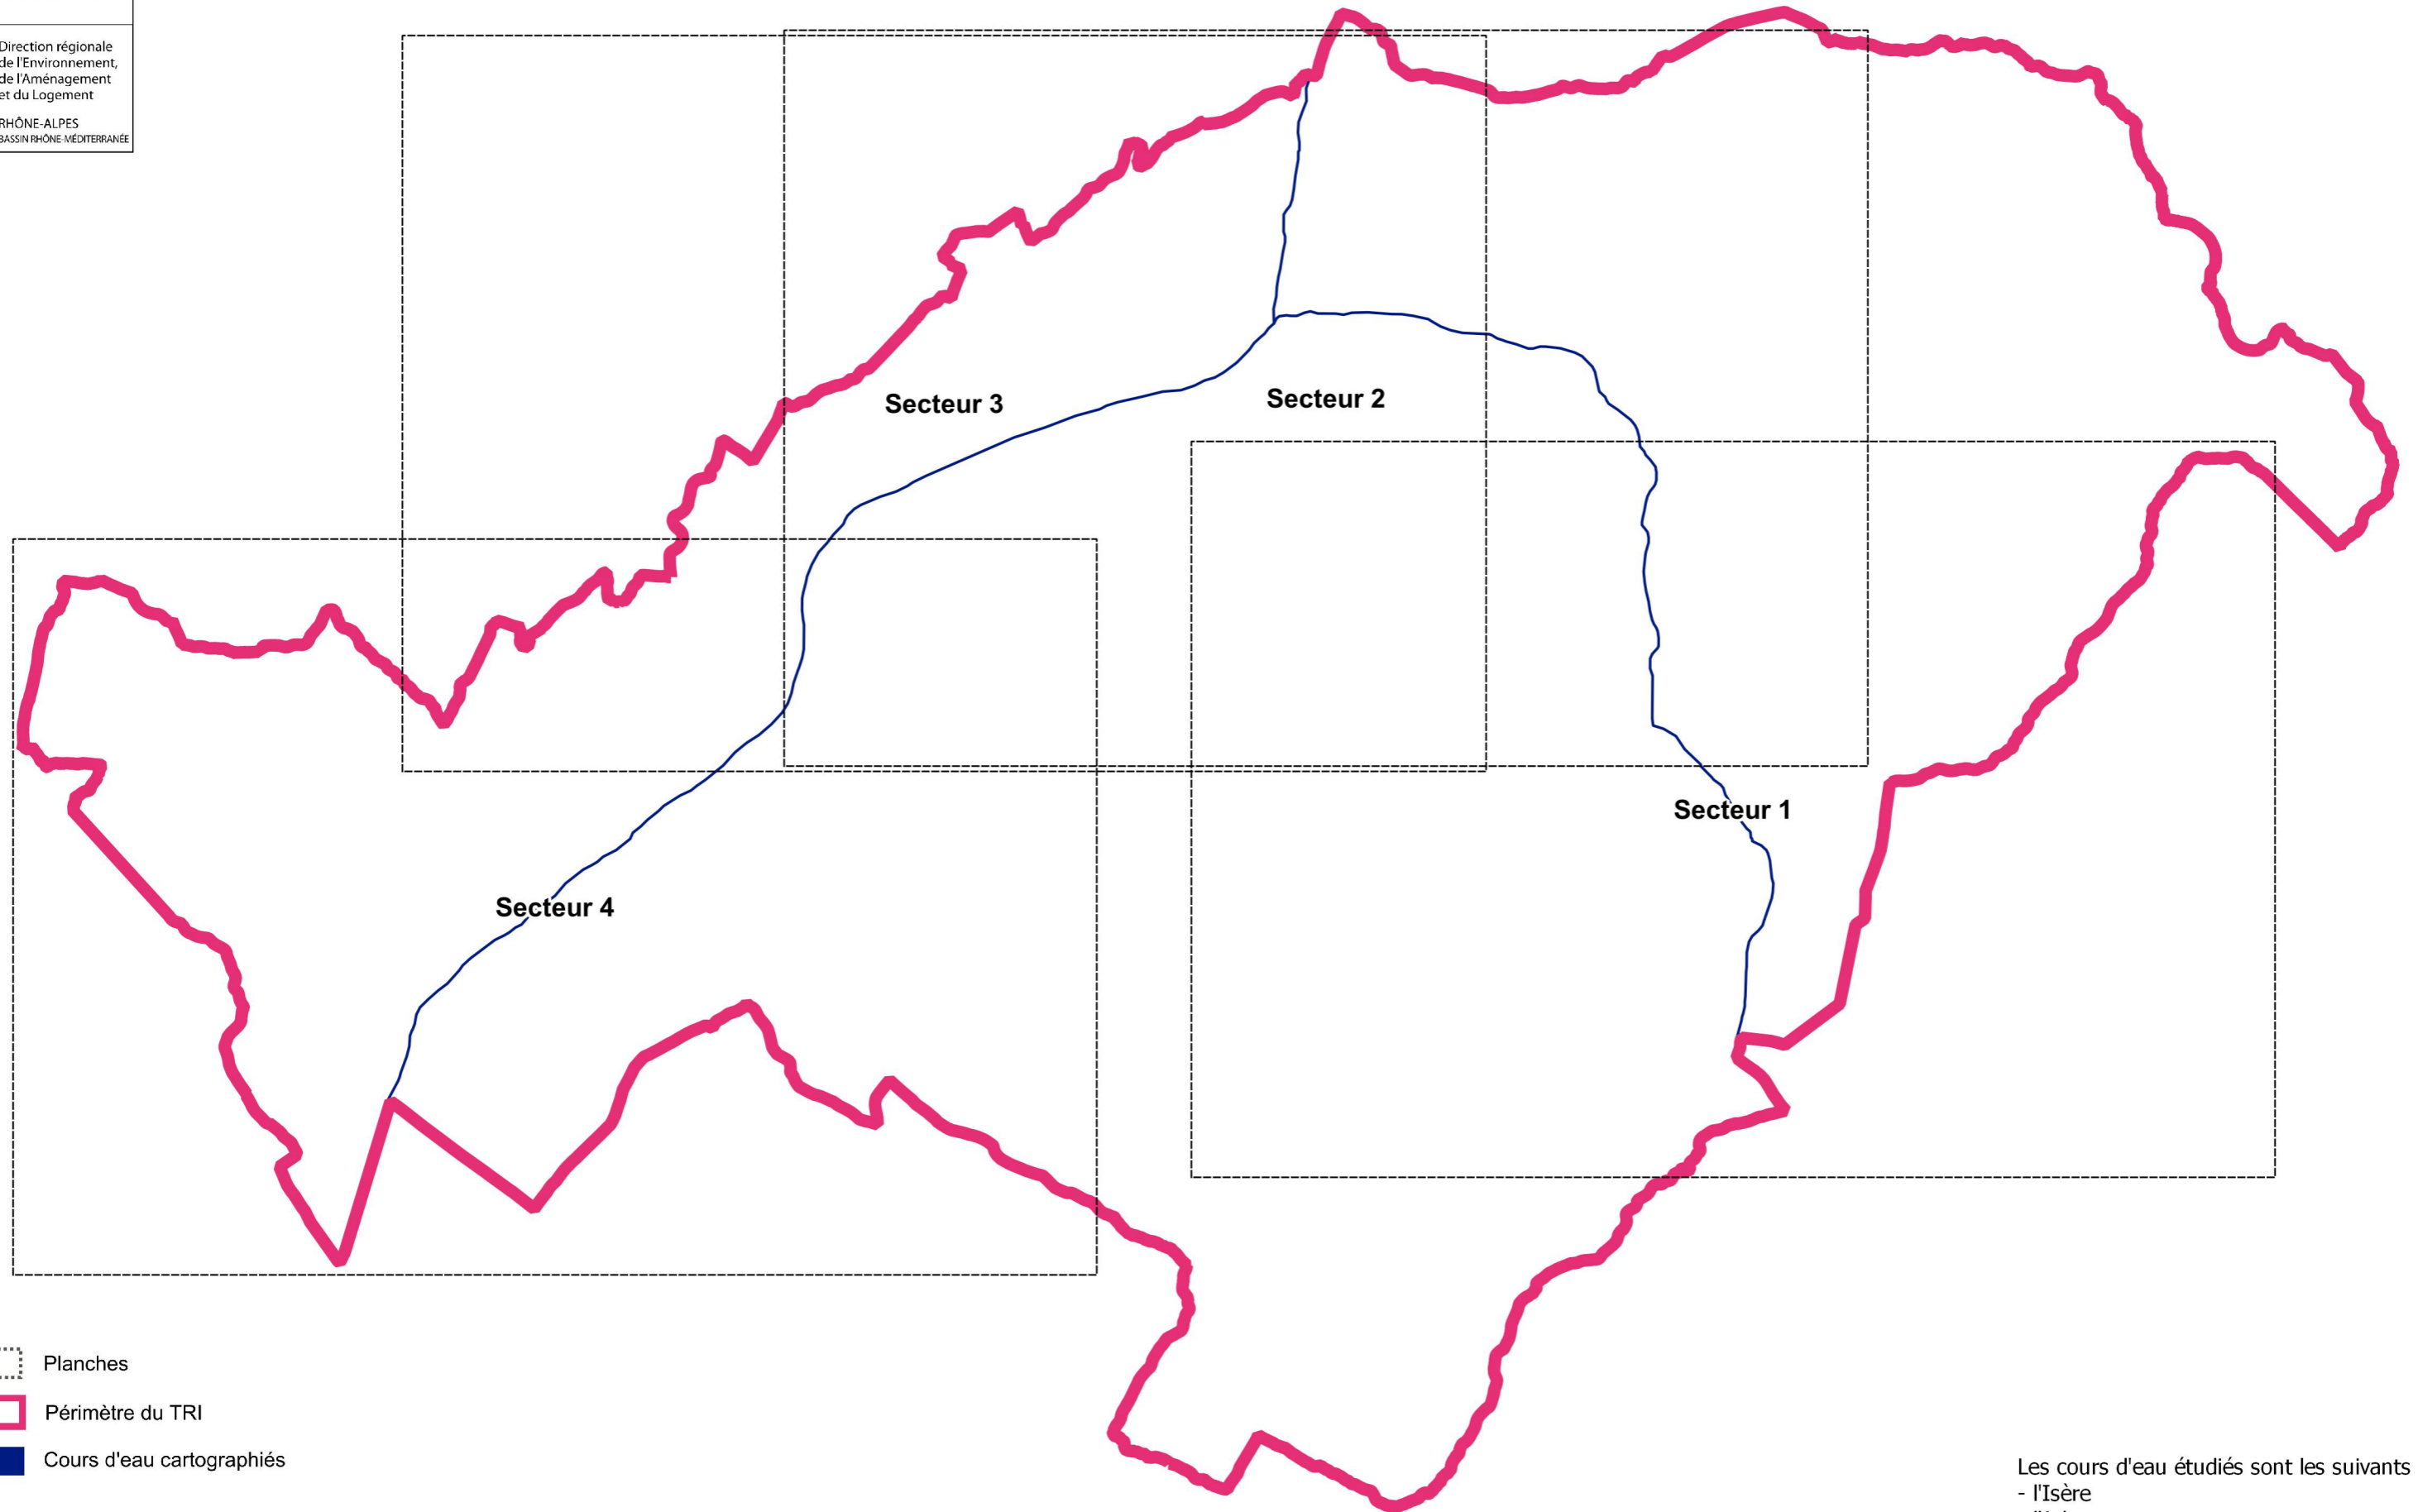 Direction régionale
de l'Environnement,
de l'Aménagement
et du Logement
RHÔNE-ALPES
BASSIN RHÔNE-MÉDITERRANÉE
Secteur 3
Secteur 2
Secteur 1
Secteur 4
Planches
Périmètre du TRI
Cours d'eau cartographiés
Les cours d'eau étudiés sont les suivants
- l'Isère